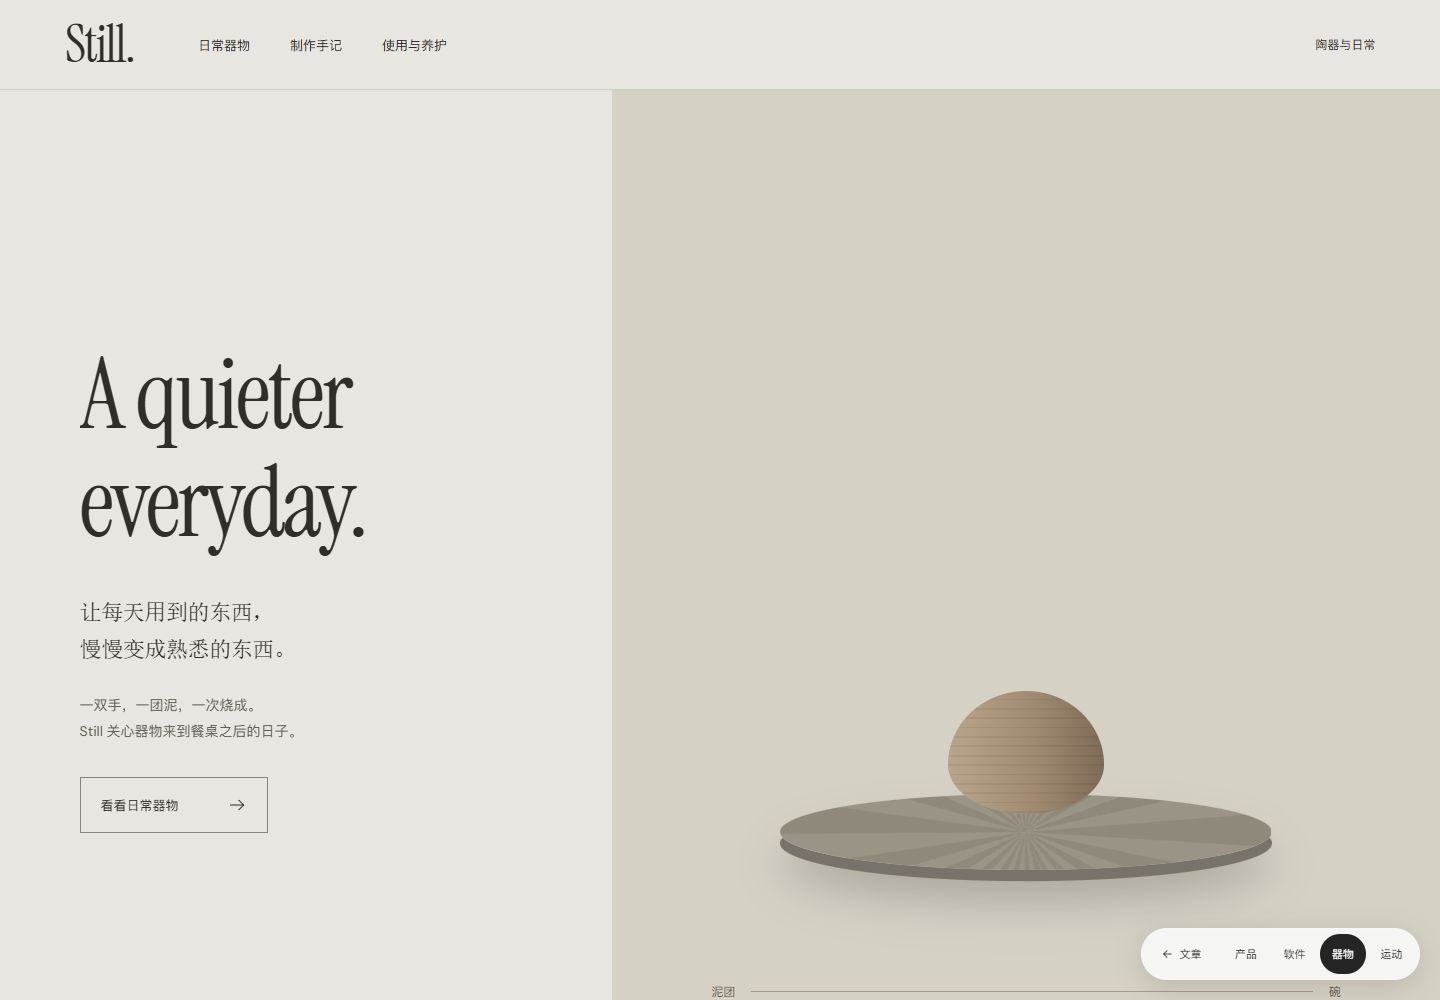 Still.
日常器物
制作手记
使用与养护
陶器与日常
A quieter
everyday.
让每天用到的东西，
慢慢变成熟悉的东西。
一双手，一团泥，一次烧成。
Still 关心器物来到餐桌之后的日子。
看看日常器物 →
泥团
碗
← 文章
产品
软件
器物
运动